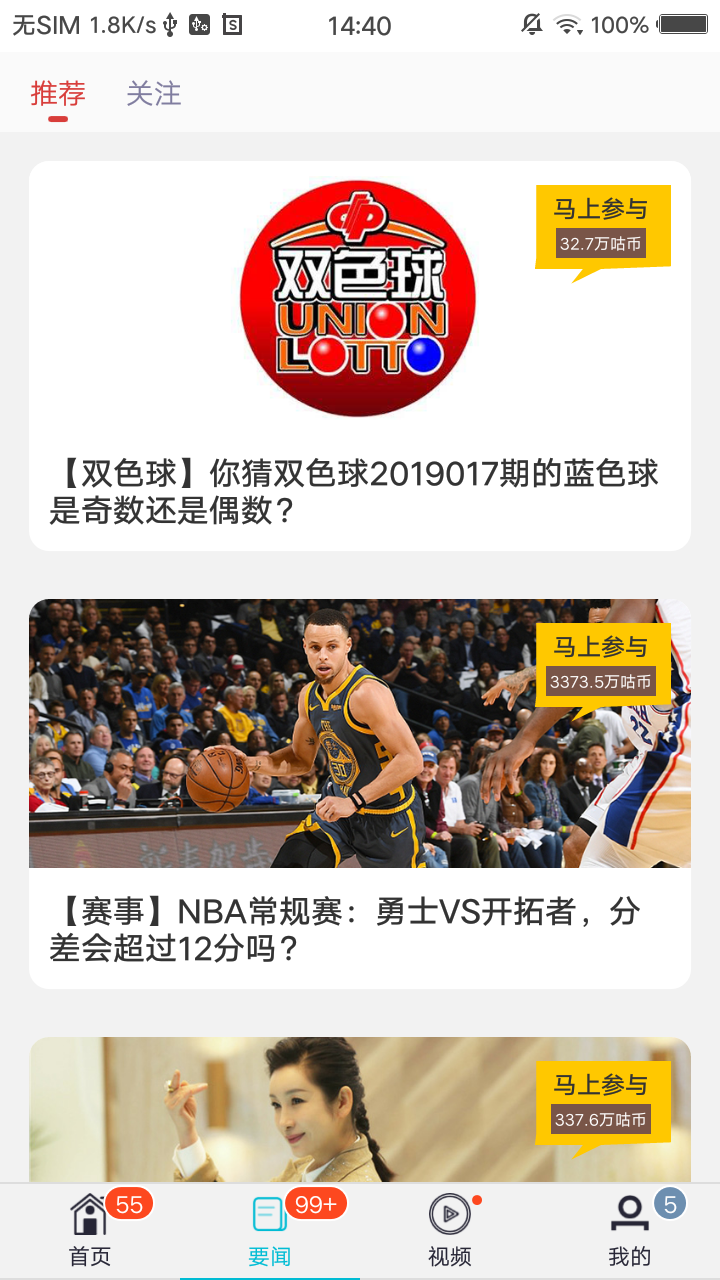 无SIM 1.8K/s 14:40 100%
推荐 关注
马上参与
32.7万咕币
双色球
UNION
LOTTO
【双色球】你猜双色球2019017期的蓝色球
是奇数还是偶数？
马上参与
3373.5万咕币
30
【赛事】NBA常规赛：勇士VS开拓者，分
差会超过12分吗？
马上参与
337.6万咕币
55 99+ 5
首页 要闻 视频 我的